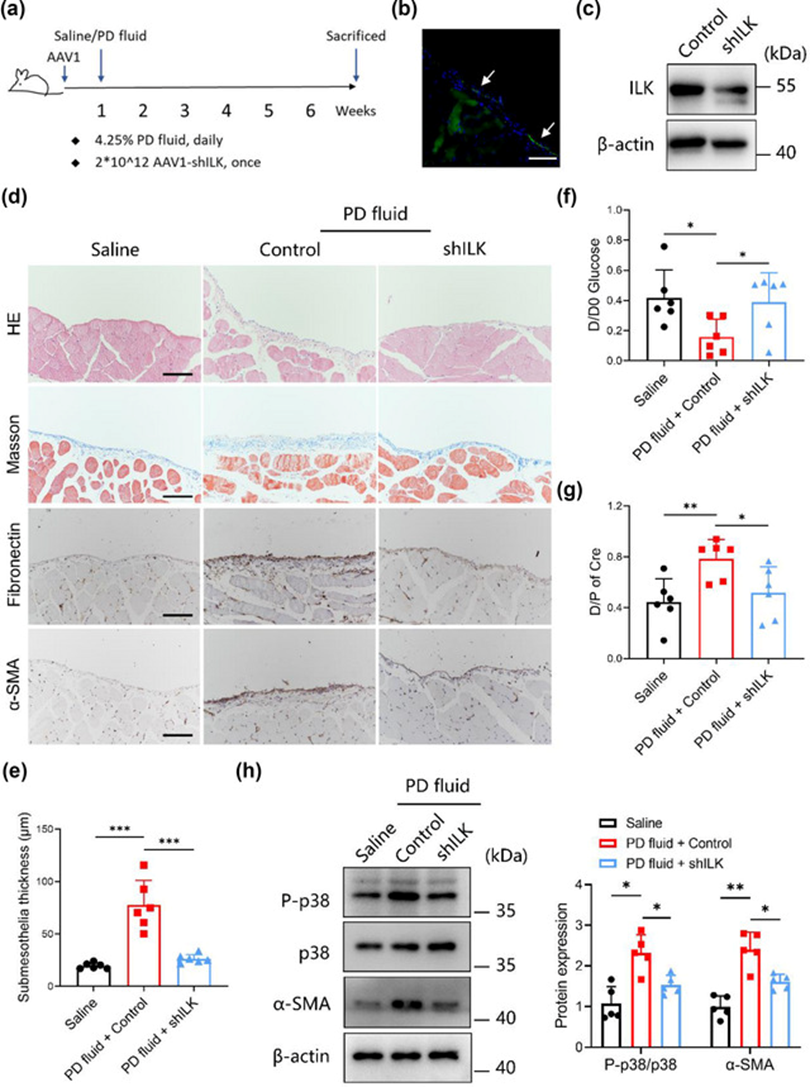 (a)
Saline/PD fluid
Sacrificed
AAV1
1 2 3 4 5 6 Weeks
◆ 4.25% PD fluid, daily
◆ 2*10^12 AAV1-shILK, once
(b)
(c)
Control
shILK
(kDa)
ILK
55
β-actin
40
(d)
PD fluid
Saline
Control
shILK
HE
Masson
Fibronectin
α-SMA
(e)
Submesothelia thickness (μm)
150
100
50
0
***
***
Saline
PD fluid + Control
PD fluid + shILK
(f)
D/D0 Glucose
1.0
0.8
0.6
0.4
0.2
0.0
*
*
Saline
PD fluid + Control
PD fluid + shILK
(g)
D/P of Cre
1.2
0.8
0.4
0.0
**
*
Saline
PD fluid + Control
PD fluid + shILK
(h)
PD fluid
Saline
Control
shILK
(kDa)
P-p38
35
p38
35
α-SMA
40
β-actin
40
Saline
PD fluid + Control
PD fluid + shILK
Protein expression
4
3
2
1
0
*
*
**
*
P-p38/p38
α-SMA